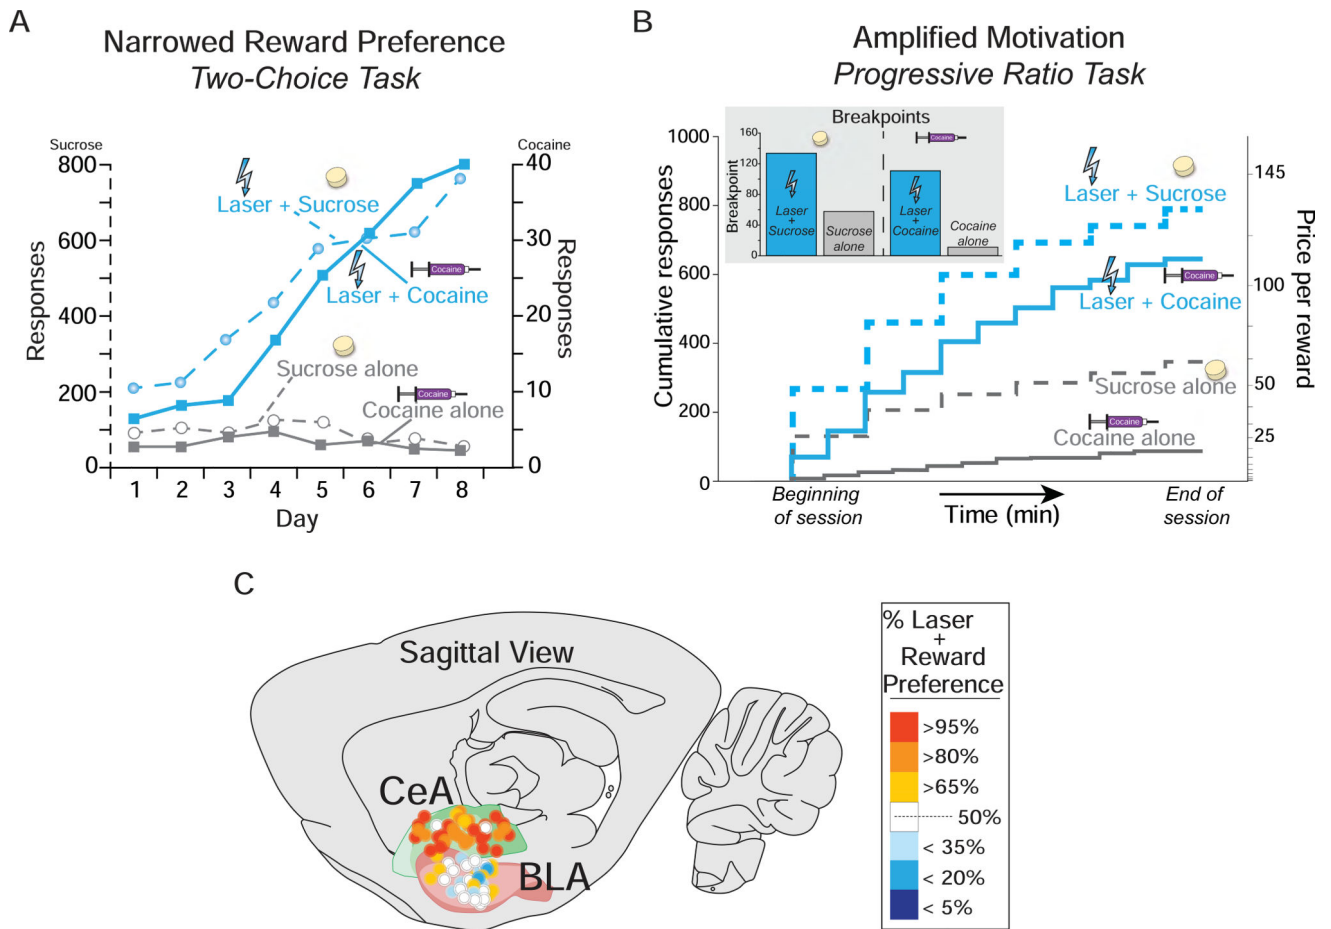 A
Narrowed Reward Preference
Two-Choice Task
Sucrose
Cocaine
800
600
400
200
0
Responses
40
30
20
10
0
Responses
Laser + Sucrose
Cocaine
Laser + Cocaine
Sucrose alone
Cocaine
Cocaine alone
1 2 3 4 5 6 7 8
Day
B
Amplified Motivation
Progressive Ratio Task
1000
800
600
400
200
0
Cumulative responses
Breakpoints
160
120
80
40
0
Breakpoint
Cocaine
Laser
+
Sucrose
Sucrose
alone
Laser
+
Cocaine
Cocaine
alone
Laser + Sucrose
Cocaine
Laser + Cocaine
Sucrose alone
Cocaine
Cocaine alone
145
100
50
25
Price per reward
Beginning
of session
Time (min)
End of
session
C
Sagittal View
CeA
BLA
% Laser
+
Reward
Preference
>95%
>80%
>65%
50%
< 35%
< 20%
< 5%